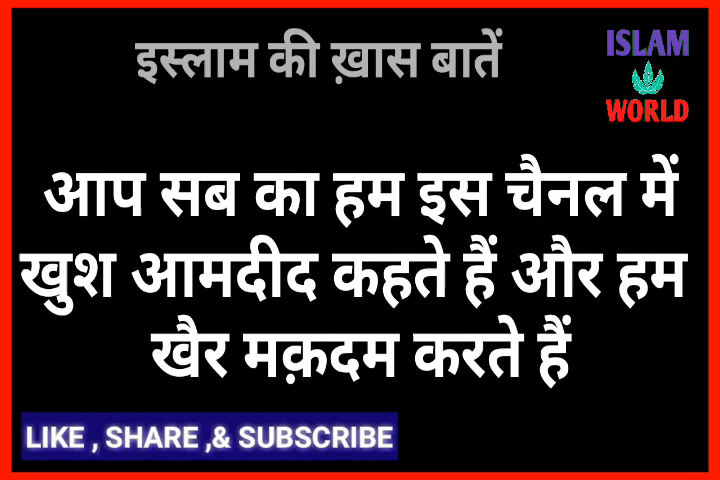 इस्लाम की ख़ास बातें
ISLAM
WORLD
आप सब का हम इस चैनल में
खुश आमदीद कहते हैं और हम
खैर मक़दम करते हैं
LIKE , SHARE ,& SUBSCRIBE